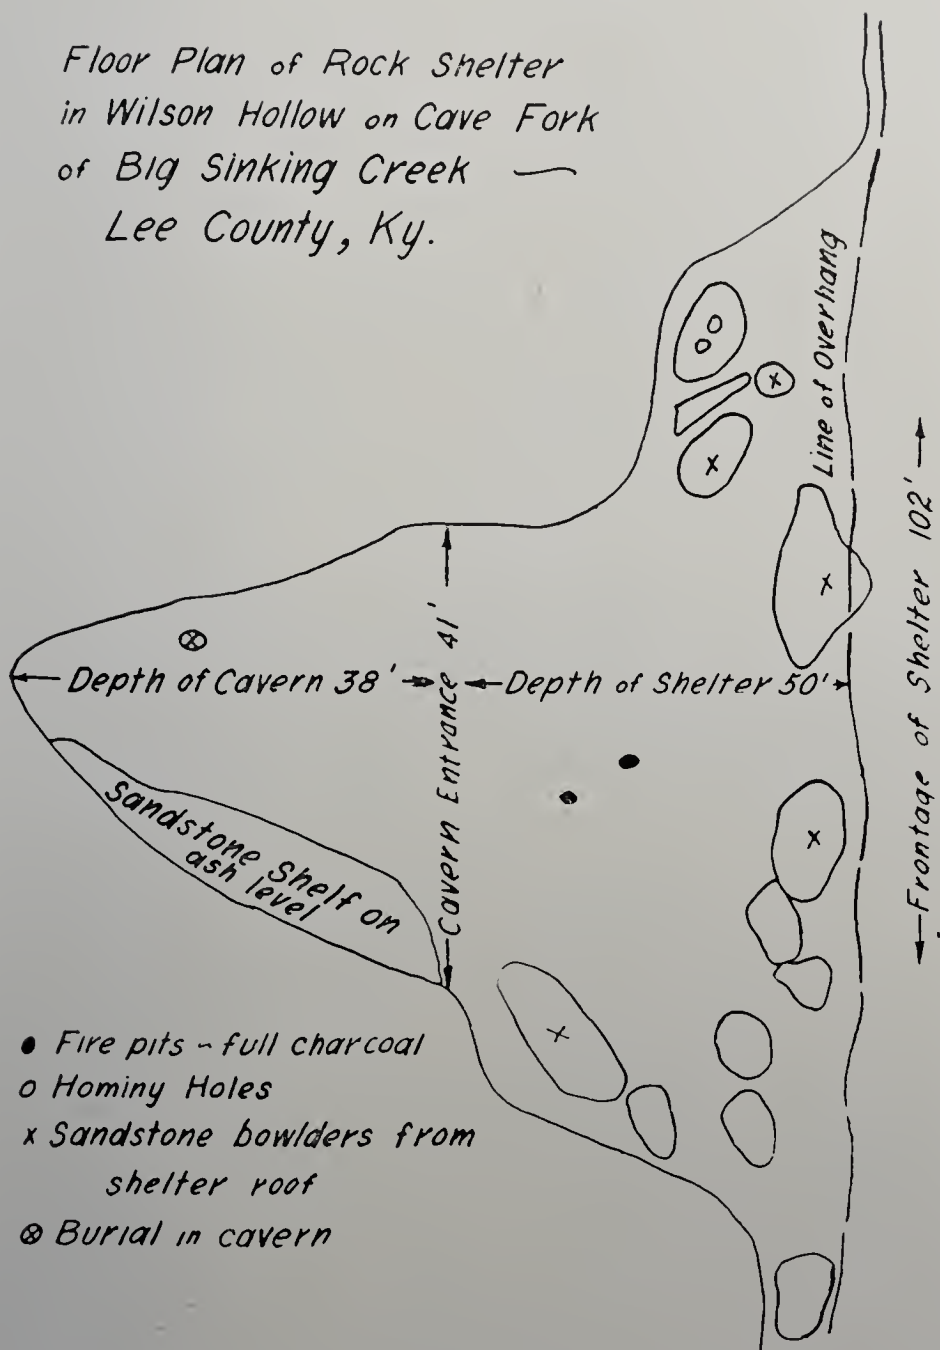 Floor Plan of Rock Shelter
in Wilson Hollow on Cave Fork
of Big Sinking Creek —
Lee County, Ky.
Line of Overhang
Frontage of Shelter 102'
Cavern Entrance 41'
Depth of Cavern 38'
Depth of Shelter 50'
Sandstone Shelf on
ash level
Fire pits - full charcoal
Hominy Holes
x Sandstone bowlders from
shelter roof
Burial in cavern